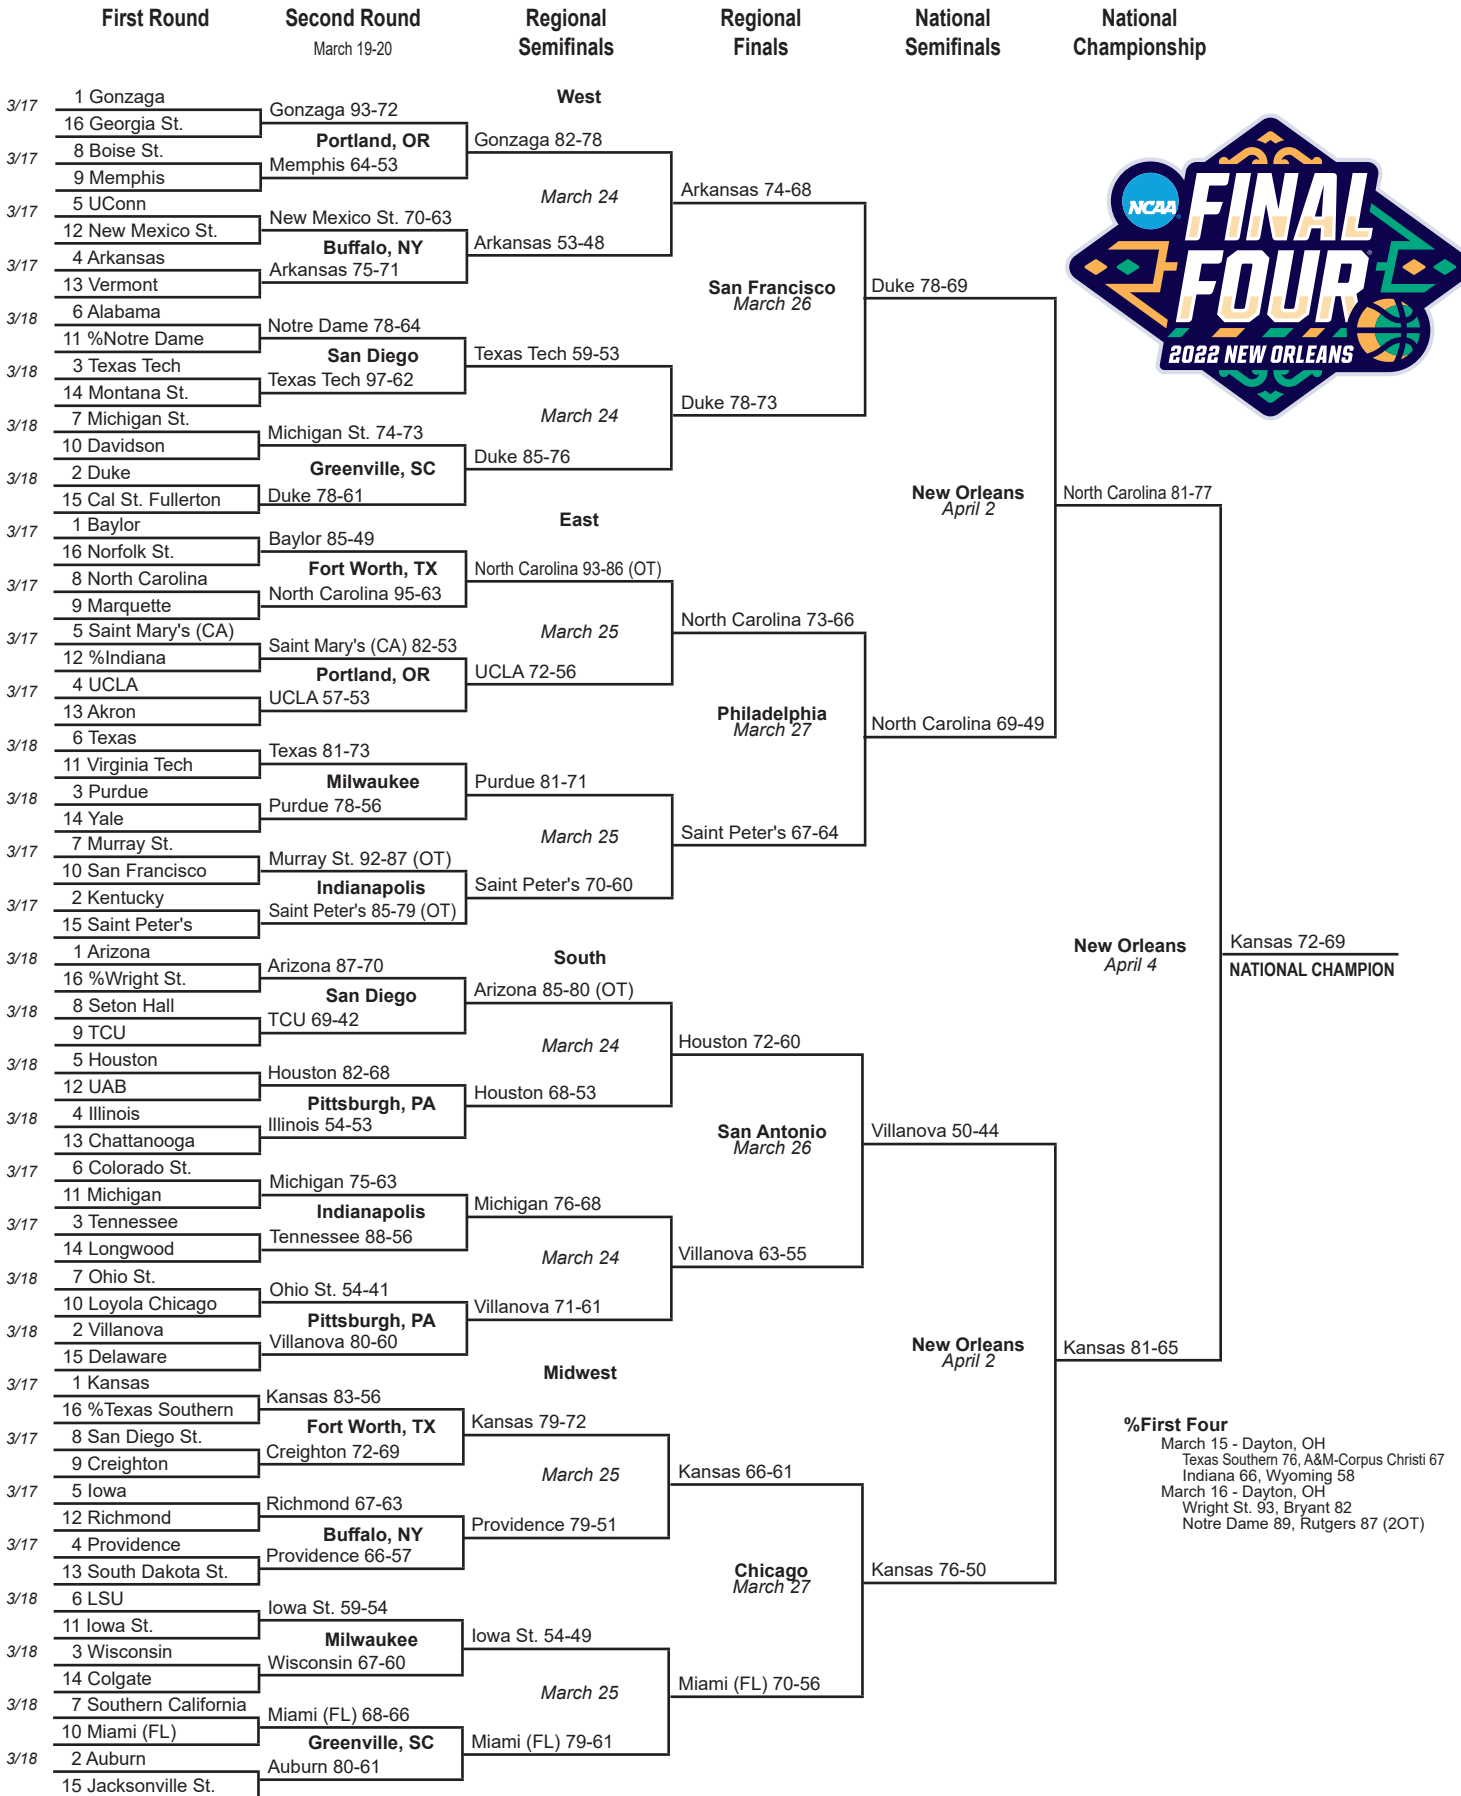 First Round
Second Round
March 19-20
Regional
Semifinals
Regional
Finals
National
Semifinals
National
Championship
West
3/17
1 Gonzaga
16 Georgia St.
Gonzaga 93-72
Portland, OR
Gonzaga 82-78
3/17
8 Boise St.
9 Memphis
Memphis 64-53
March 24
Arkansas 74-68
3/17
5 UConn
12 New Mexico St.
New Mexico St. 70-63
Buffalo, NY
Arkansas 53-48
3/17
4 Arkansas
13 Vermont
Arkansas 75-71
San Francisco
March 26
Duke 78-69
3/18
6 Alabama
11 %Notre Dame
Notre Dame 78-64
San Diego
Texas Tech 59-53
3/18
3 Texas Tech
14 Montana St.
Texas Tech 97-62
March 24
Duke 78-73
3/18
7 Michigan St.
10 Davidson
Michigan St. 74-73
Greenville, SC
Duke 85-76
3/18
2 Duke
15 Cal St. Fullerton
Duke 78-61
New Orleans
April 2
North Carolina 81-77
East
3/17
1 Baylor
16 Norfolk St.
Baylor 85-49
Fort Worth, TX
North Carolina 93-86 (OT)
3/17
8 North Carolina
9 Marquette
North Carolina 95-63
March 25
North Carolina 73-66
3/17
5 Saint Mary's (CA)
12 %Indiana
Saint Mary's (CA) 82-53
Portland, OR
UCLA 72-56
3/17
4 UCLA
13 Akron
UCLA 57-53
Philadelphia
March 27
North Carolina 69-49
3/18
6 Texas
11 Virginia Tech
Texas 81-73
Milwaukee
Purdue 81-71
3/18
3 Purdue
14 Yale
Purdue 78-56
March 25
Saint Peter's 67-64
3/17
7 Murray St.
10 San Francisco
Murray St. 92-87 (OT)
Indianapolis
Saint Peter's 70-60
3/17
2 Kentucky
15 Saint Peter's
Saint Peter's 85-79 (OT)
New Orleans
April 4
Kansas 72-69
NATIONAL CHAMPION
South
3/18
1 Arizona
16 %Wright St.
Arizona 87-70
San Diego
Arizona 85-80 (OT)
3/18
8 Seton Hall
9 TCU
TCU 69-42
March 24
Houston 72-60
3/18
5 Houston
12 UAB
Houston 82-68
Pittsburgh, PA
Houston 68-53
3/18
4 Illinois
13 Chattanooga
Illinois 54-53
San Antonio
March 26
Villanova 50-44
3/17
6 Colorado St.
11 Michigan
Michigan 75-63
Indianapolis
Michigan 76-68
3/17
3 Tennessee
14 Longwood
Tennessee 88-56
March 24
Villanova 63-55
3/18
7 Ohio St.
10 Loyola Chicago
Ohio St. 54-41
Pittsburgh, PA
Villanova 71-61
3/18
2 Villanova
15 Delaware
Villanova 80-60
New Orleans
April 2
Kansas 81-65
Midwest
3/17
1 Kansas
16 %Texas Southern
Kansas 83-56
Fort Worth, TX
Kansas 79-72
3/17
8 San Diego St.
9 Creighton
Creighton 72-69
March 25
Kansas 66-61
3/17
5 Iowa
12 Richmond
Richmond 67-63
Buffalo, NY
Providence 79-51
3/17
4 Providence
13 South Dakota St.
Providence 66-57
Chicago
March 27
Kansas 76-50
3/18
6 LSU
11 Iowa St.
Iowa St. 59-54
Milwaukee
Iowa St. 54-49
3/18
3 Wisconsin
14 Colgate
Wisconsin 67-60
March 25
Miami (FL) 70-56
3/18
7 Southern California
10 Miami (FL)
Miami (FL) 68-66
Greenville, SC
Miami (FL) 79-61
3/18
2 Auburn
15 Jacksonville St.
Auburn 80-61
NCAA
FINAL
FOUR
2022 NEW ORLEANS
%First Four
March 15 - Dayton, OH
Texas Southern 76, A&M-Corpus Christi 67
Indiana 66, Wyoming 58
March 16 - Dayton, OH
Wright St. 93, Bryant 82
Notre Dame 89, Rutgers 87 (2OT)